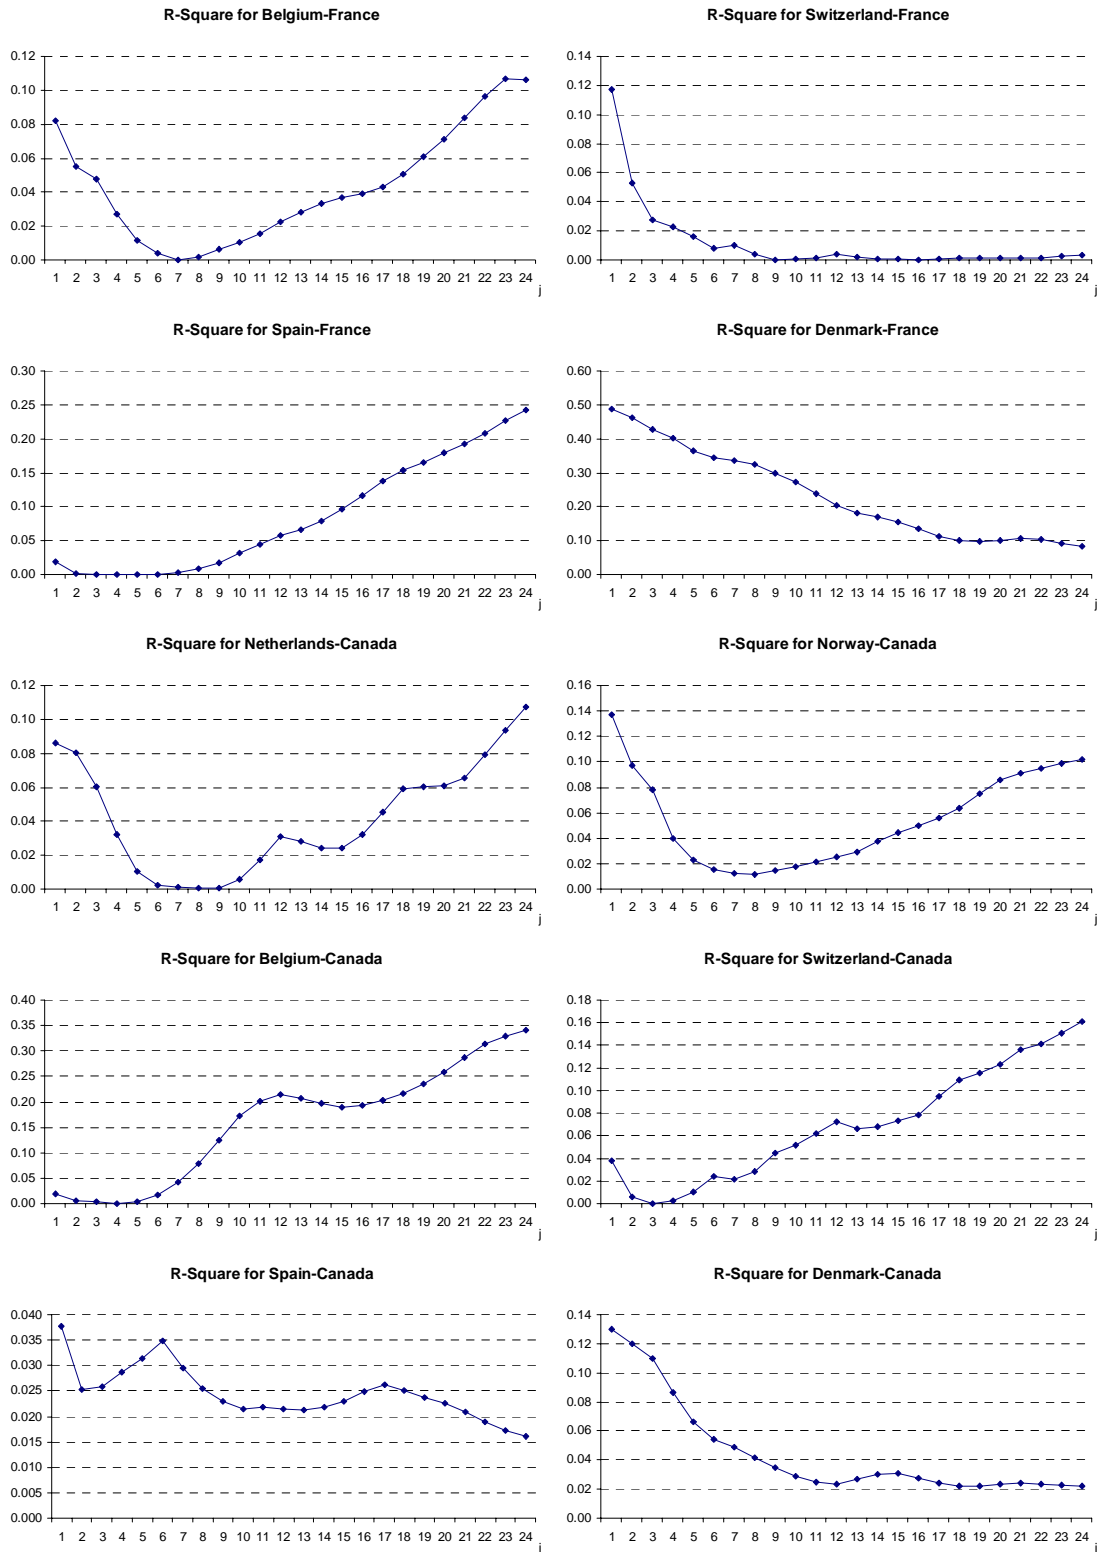 R-Square for Belgium-France
0.12
0.10
0.08
0.06
0.04
0.02
0.00
1 2 3 4 5 6 7 8 9 10 11 12 13 14 15 16 17 18 19 20 21 22 23 24
j
R-Square for Switzerland-France
0.14
0.12
0.10
0.08
0.06
0.04
0.02
0.00
1 2 3 4 5 6 7 8 9 10 11 12 13 14 15 16 17 18 19 20 21 22 23 24
j
R-Square for Spain-France
0.30
0.25
0.20
0.15
0.10
0.05
0.00
1 2 3 4 5 6 7 8 9 10 11 12 13 14 15 16 17 18 19 20 21 22 23 24
j
R-Square for Denmark-France
0.60
0.50
0.40
0.30
0.20
0.10
0.00
1 2 3 4 5 6 7 8 9 10 11 12 13 14 15 16 17 18 19 20 21 22 23 24
j
R-Square for Netherlands-Canada
0.12
0.10
0.08
0.06
0.04
0.02
0.00
1 2 3 4 5 6 7 8 9 10 11 12 13 14 15 16 17 18 19 20 21 22 23 24
j
R-Square for Norway-Canada
0.16
0.14
0.12
0.10
0.08
0.06
0.04
0.02
0.00
1 2 3 4 5 6 7 8 9 10 11 12 13 14 15 16 17 18 19 20 21 22 23 24
j
R-Square for Belgium-Canada
0.40
0.35
0.30
0.25
0.20
0.15
0.10
0.05
0.00
1 2 3 4 5 6 7 8 9 10 11 12 13 14 15 16 17 18 19 20 21 22 23 24
j
R-Square for Switzerland-Canada
0.18
0.16
0.14
0.12
0.10
0.08
0.06
0.04
0.02
0.00
1 2 3 4 5 6 7 8 9 10 11 12 13 14 15 16 17 18 19 20 21 22 23 24
j
R-Square for Spain-Canada
0.040
0.035
0.030
0.025
0.020
0.015
0.010
0.005
0.000
1 2 3 4 5 6 7 8 9 10 11 12 13 14 15 16 17 18 19 20 21 22 23 24
j
R-Square for Denmark-Canada
0.14
0.12
0.10
0.08
0.06
0.04
0.02
0.00
1 2 3 4 5 6 7 8 9 10 11 12 13 14 15 16 17 18 19 20 21 22 23 24
j